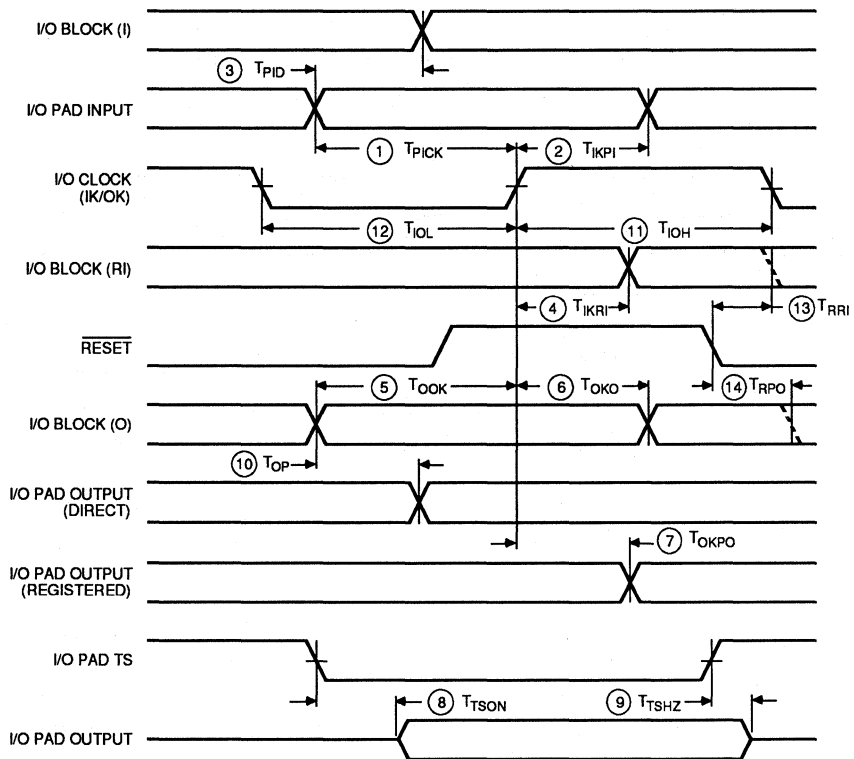 I/O BLOCK (I)
3 TPID
I/O PAD INPUT
1 TPICK 2 TIKPI
I/O CLOCK
(IK/OK)
12 TIOL 11 TIOH
I/O BLOCK (RI)
4 TIKRI 13 TRRI
RESET
5 TOOK 6 TOKO 14 TRPO
I/O BLOCK (O)
10 TOP
I/O PAD OUTPUT
(DIRECT)
7 TOKPO
I/O PAD OUTPUT
(REGISTERED)
I/O PAD TS
8 TTSON 9 TTSHZ
I/O PAD OUTPUT